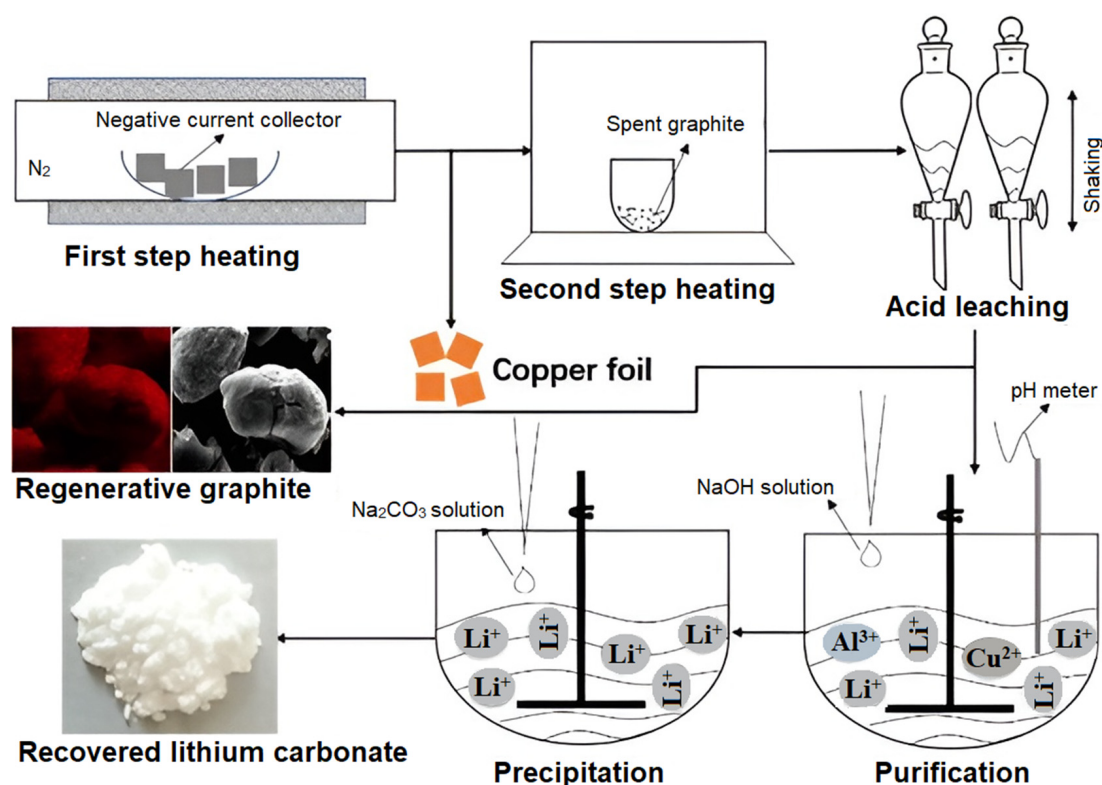 Negative current collector
N₂
First step heating
Spent graphite
Second step heating
Shaking
Acid leaching
Copper foil
Regenerative graphite
pH meter
Na₂CO₃ solution
NaOH solution
Li⁺
Li⁺
Li⁺
Li⁺
Li⁺
Li⁺
Al³⁺
Li⁺
Cu²⁺
Li⁺
Li⁺
Li⁺
Recovered lithium carbonate
Precipitation
Purification